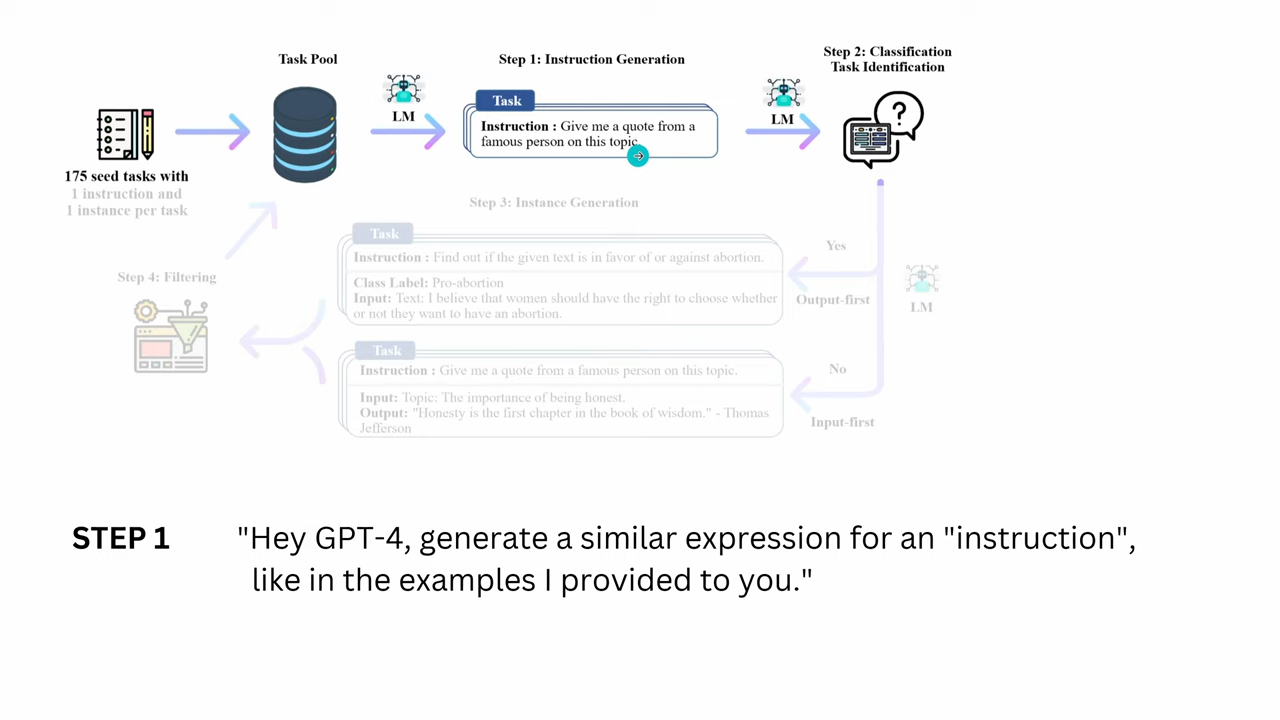 Task Pool
Step 1: Instruction Generation
Step 2: Classification
Task Identification
LM
Task
Instruction : Give me a quote from a
famous person on this topic.
LM
?
175 seed tasks with
1 instruction and
1 instance per task
Step 3: Instance Generation
Task
Instruction : Find out if the given text is in favor of or against abortion.
Class Label: Pro-abortion
Input: Text: I believe that women should have the right to choose whether
or not they want to have an abortion.
Yes
Output-first
LM
Step 4: Filtering
Task
Instruction : Give me a quote from a famous person on this topic.
Input: Topic: The importance of being honest.
Output: "Honesty is the first chapter in the book of wisdom." - Thomas
Jefferson
No
Input-first
STEP 1 "Hey GPT-4, generate a similar expression for an "instruction",
like in the examples I provided to you."